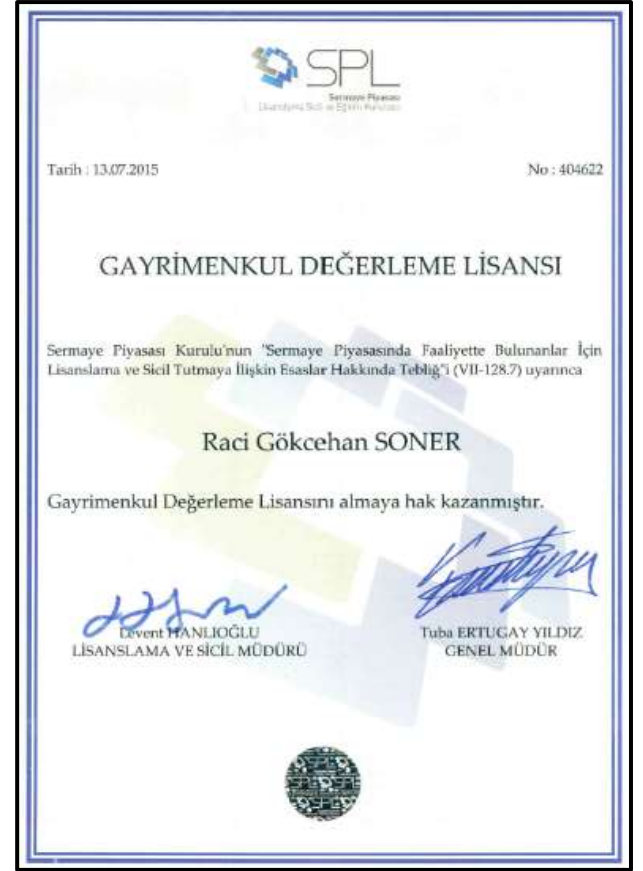 SPL
Sermaye Piyasası
Lisanslama Sicil ve Eğitim Kuruluşu
Tarih : 13.07.2015
No : 404622
GAYRİMENKUL DEĞERLEME LİSANSI
Sermaye Piyasası Kurulu'nun "Sermaye Piyasasında Faaliyette Bulunanlar İçin
Lisanslama ve Sicil Tutmaya İlişkin Esaslar Hakkında Tebliğ"i (VII-128.7) uyarınca
Raci Gökcehan SONER
Gayrimenkul Değerleme Lisansını almaya hak kazanmıştır.
Levent HANLIOĞLU
LİSANSLAMA VE SİCİL MÜDÜRÜ
Tuba ERTUGAY YILDIZ
GENEL MÜDÜR